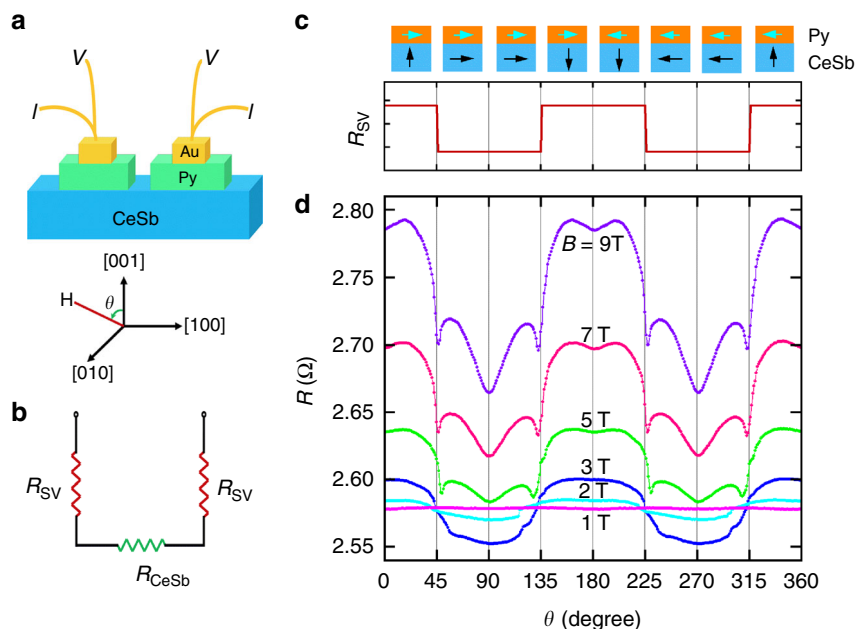 a
V
V
I
I
Au
Py
CeSb
[001]
H
θ
[100]
[010]
b
R_SV
R_SV
R_CeSb
c
Py
CeSb
R_SV
d
2.80
2.75
2.70
2.65
2.60
2.55
R (Ω)
B = 9T
7 T
5 T
3 T
2 T
1 T
0 45 90 135 180 225 270 315 360
θ (degree)